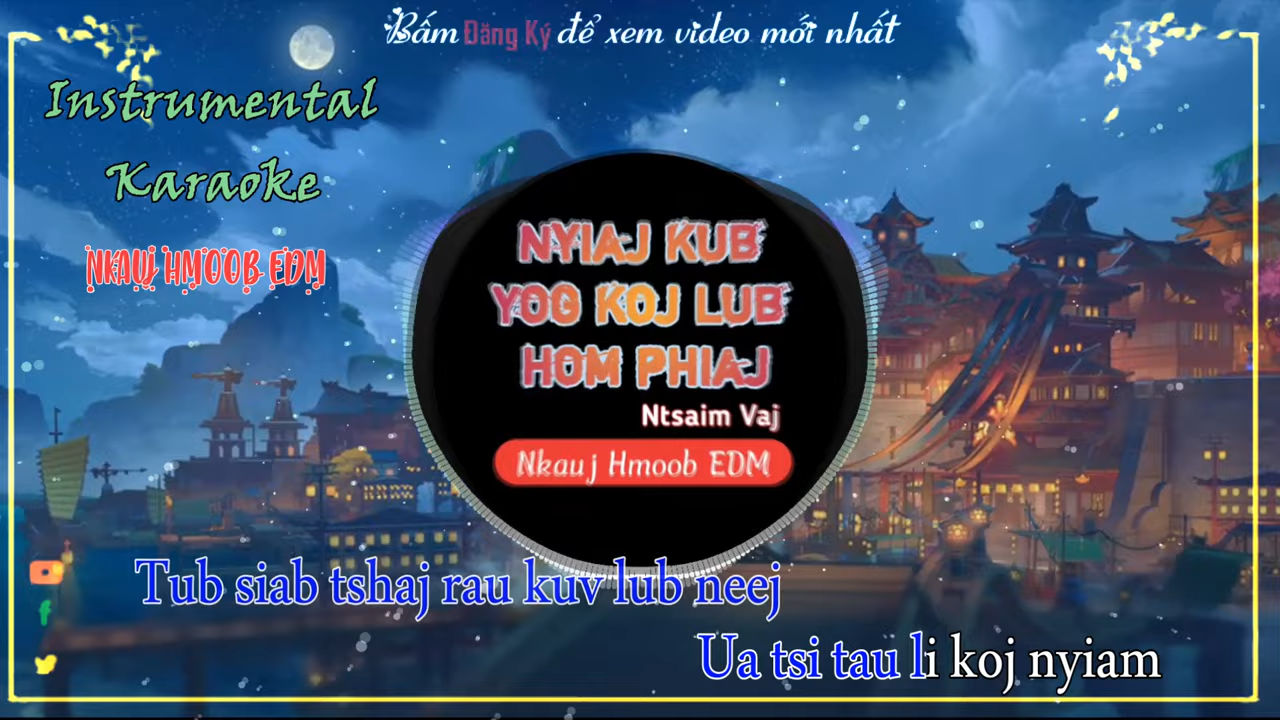 Bấm Đăng Ký để xem video mới nhất
Instrumental
Karaoke
NKAUJ HMOOB EDM
NYIAJ KUB
YOG KOJ LUB
HOM PHIAJ
Ntsaim Vaj
Nkauj Hmoob EDM
Tub siab tshaj rau kuv lub neej
Ua tsi tau li koj nyiam